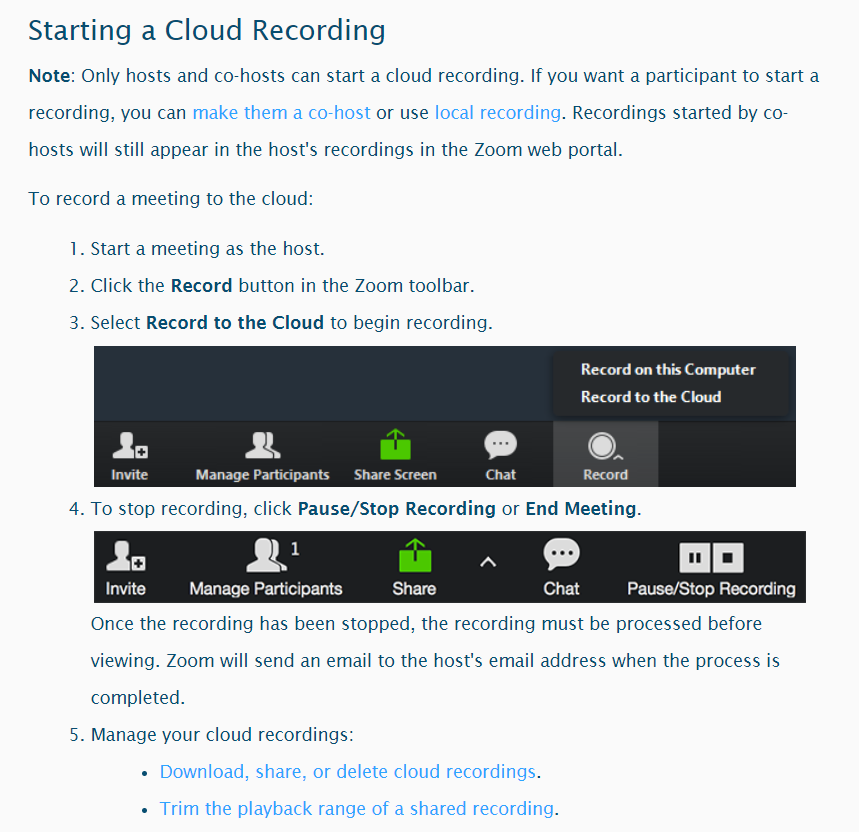 Starting a Cloud Recording
Note: Only hosts and co-hosts can start a cloud recording. If you want a participant to start a
recording, you can make them a co-host or use local recording. Recordings started by co-
hosts will still appear in the host's recordings in the Zoom web portal.
To record a meeting to the cloud:
1. Start a meeting as the host.
2. Click the Record button in the Zoom toolbar.
3. Select Record to the Cloud to begin recording.
Record on this Computer
Record to the Cloud
Invite Manage Participants Share Screen Chat Record
4. To stop recording, click Pause/Stop Recording or End Meeting.
1
Invite Manage Participants Share Chat Pause/Stop Recording
Once the recording has been stopped, the recording must be processed before
viewing. Zoom will send an email to the host's email address when the process is
completed.
5. Manage your cloud recordings:
• Download, share, or delete cloud recordings.
• Trim the playback range of a shared recording.